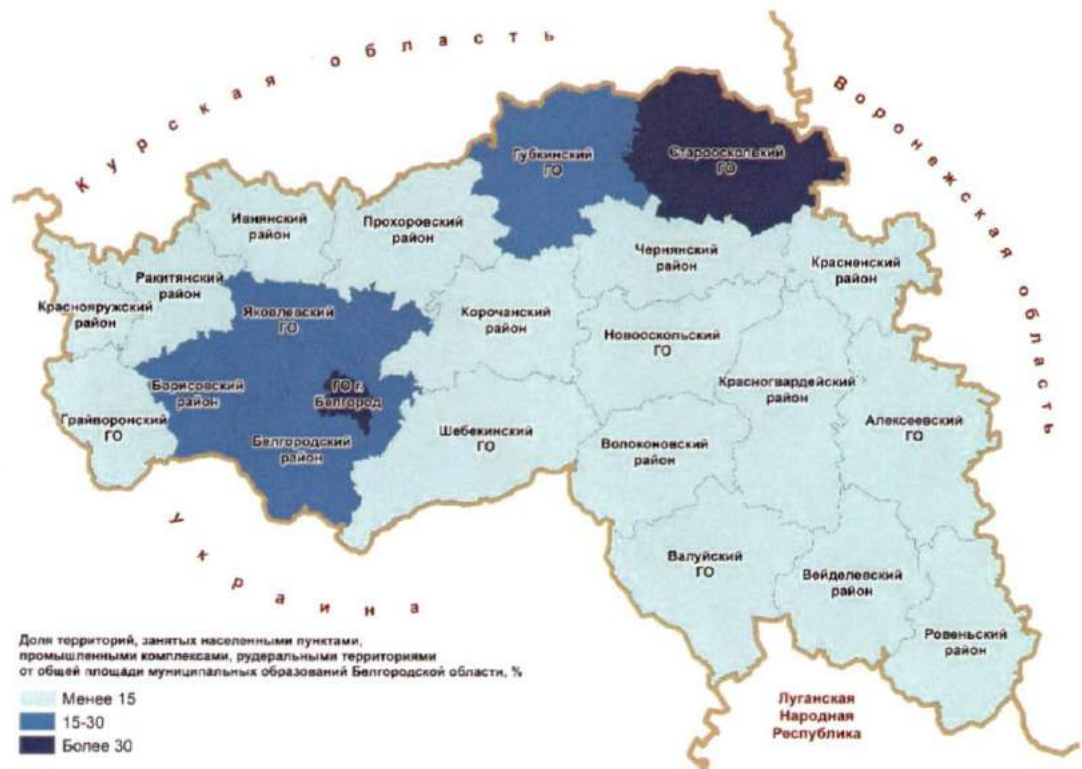 Курская область
Воронежская область
Губкинский
ГО
Старооскольский
ГО
Ивнянский
район
Прохоровский
район
Чернянский
район
Красненский
район
Ракитянский
район
Краснояружский
район
Яковлевский
ГО
Корочанский
район
Новооскольский
ГО
Борисовский
район
ГО г.
Белгород
Красногвардейский
район
Грайворонский
ГО
Белгородский
район
Шебекинский
ГО
Волоконовский
район
Алексеевский
ГО
Валуйский
ГО
Вейделевский
район
Ровеньский
район
Украина
Луганская
Народная
Республика
Доля территорий, занятых населенными пунктами,
промышленными комплексами, рудеральными территориями
от общей площади муниципальных образований Белгородской области, %
Менее 15
15-30
Более 30